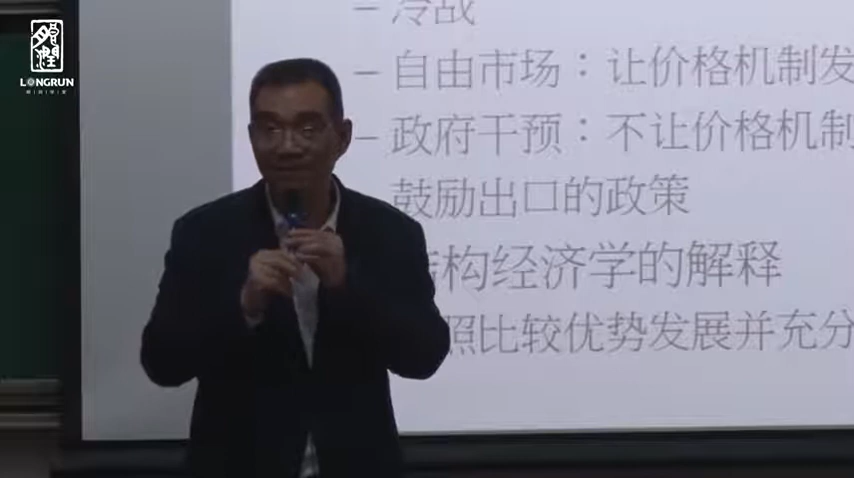 LONGRUN
– 冷战
– 自由市场：让价格机制发
– 政府干预：不让价格机制
鼓励出口的政策
结构经济学的解释
照比较优势发展并充分